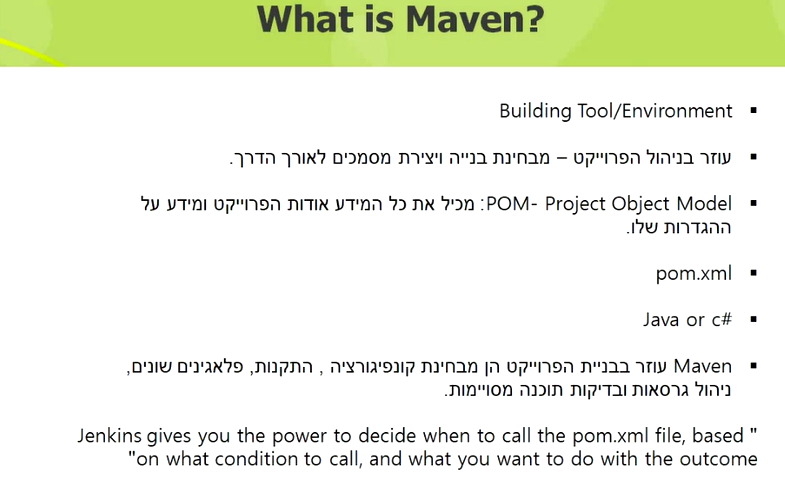 What is Maven?
Building Tool/Environment
עוזר בניהול הפרוייקט – מבחינת בנייה ויצירת מסמכים לאורך הדרך.
POM- Project Object Model: מכיל את כל המידע אודות הפרוייקט ומידע על
ההגדרות שלו.
pom.xml
Java or c#
Maven עוזר בבניית הפרוייקט הן מבחינת קונפיגורציה , התקנות, פלאגינים שונים,
ניהול גרסאות ובדיקות תוכנה מסויימות.
"Jenkins gives you the power to decide when to call the pom.xml file, based
on what condition to call, and what you want to do with the outcome"